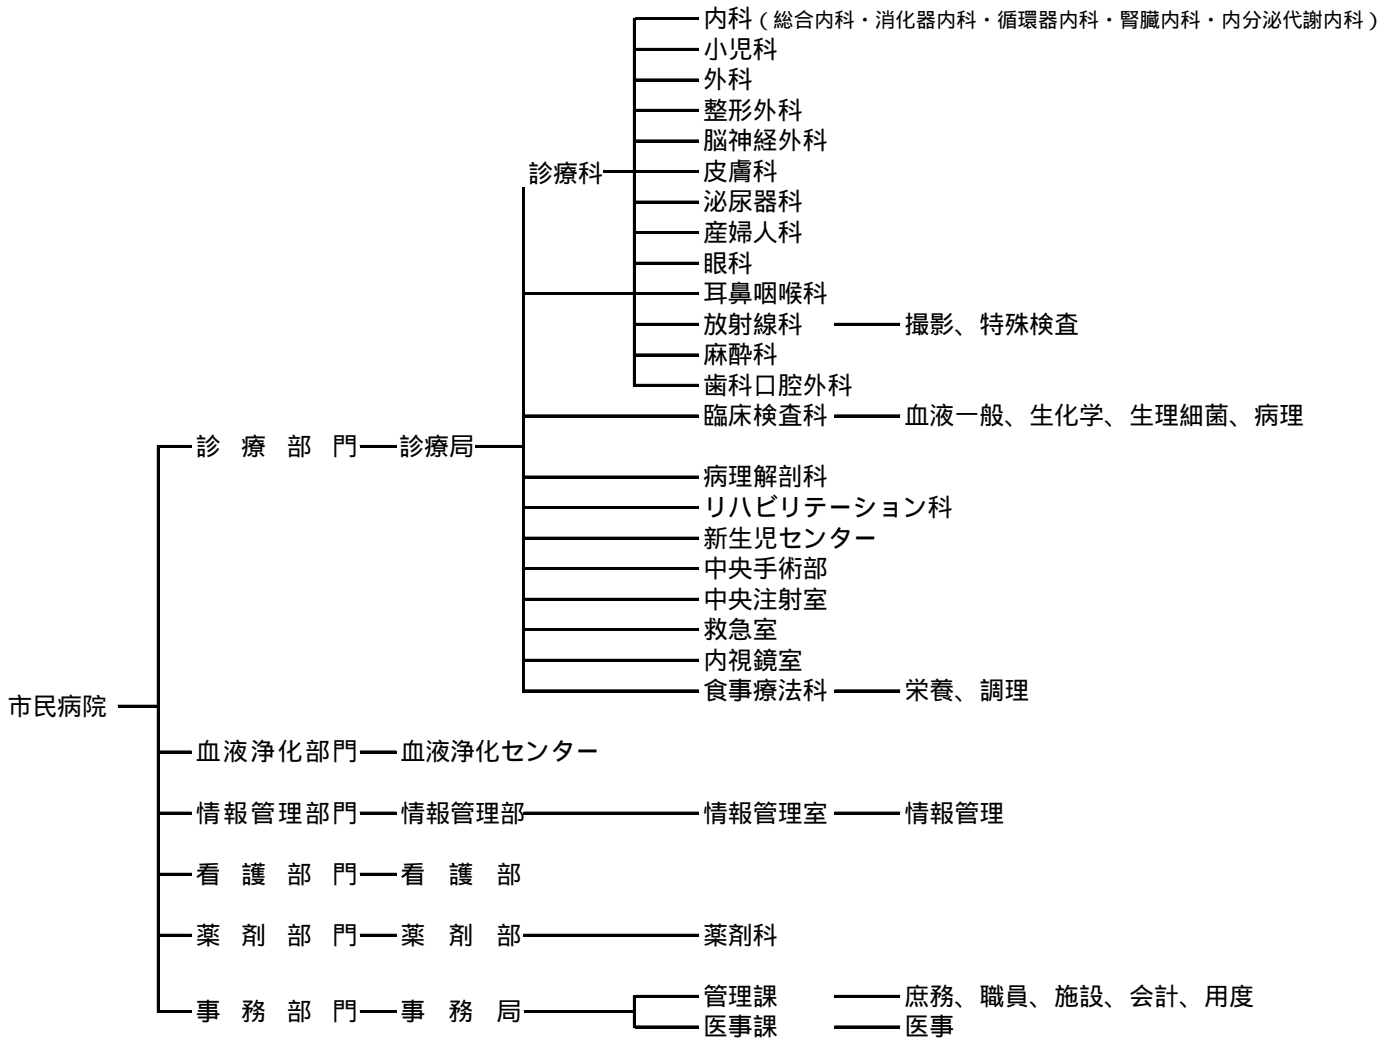 内科（総合内科・消化器内科・循環器内科・腎臓内科・内分泌代謝内科）
小児科
外科
整形外科
脳神経外科
診療科 皮膚科
泌尿器科
産婦人科
眼科
耳鼻咽喉科
放射線科 撮影、特殊検査
麻酔科
歯科口腔外科
臨床検査科 血液一般、生化学、生理細菌、病理
診療部門 診療局
病理解剖科
リハビリテーション科
新生児センター
中央手術部
中央注射室
救急室
内視鏡室
食事療法科 栄養、調理
市民病院
血液浄化部門 血液浄化センター
情報管理部門 情報管理部 情報管理室 情報管理
看護部門 看護部
薬剤部門 薬剤部 薬剤科
管理課 庶務、職員、施設、会計、用度
事務部門 事務局
医事課 医事